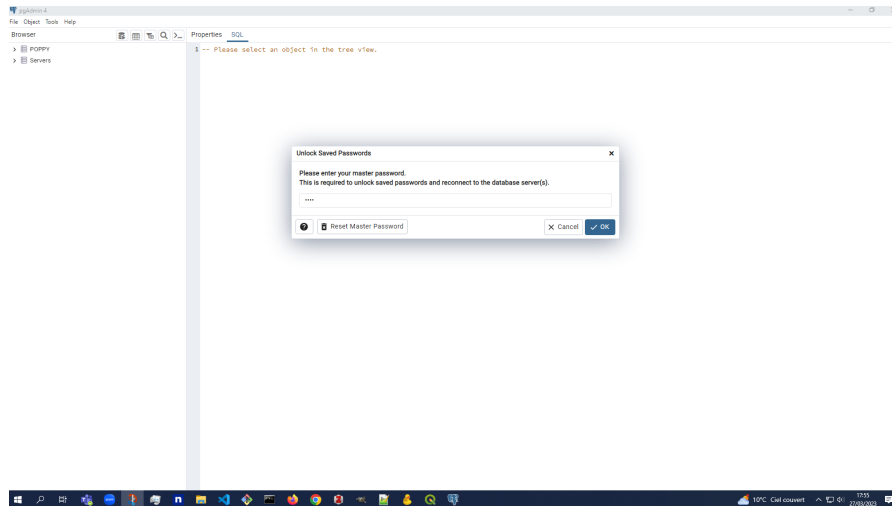 pgAdmin 4
File Object Tools Help
Browser
Properties SQL
POPPY
Servers
1 -- Please select an object in the tree view.
Unlock Saved Passwords
Please enter your master password.
This is required to unlock saved passwords and reconnect to the database server(s).
Reset Master Password
Cancel
OK
10°C Ciel couvert
17:55
27/03/2023